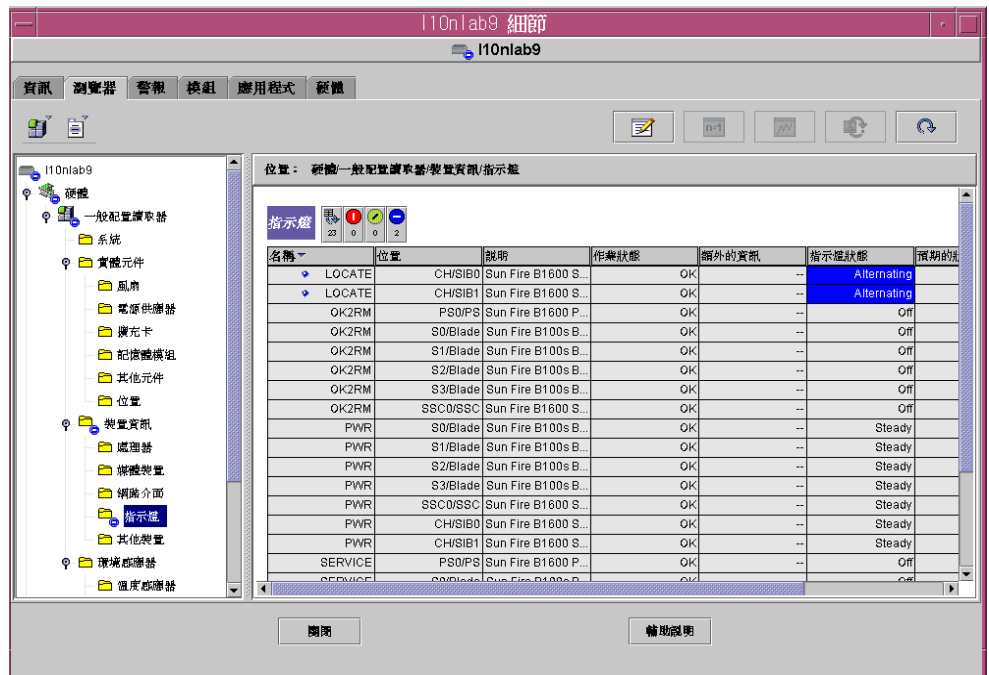 l10nlab9 細節
l10nlab9
資訊 瀏覽器 警報 模組 應用程式 硬體
l10nlab9
硬體
一般配置讀取器
系統
實體元件
風扇
電源供應器
擴充卡
記憶體模組
其他元件
位置
裝置資訊
處理器
媒體裝置
網路介面
指示燈
其他裝置
環境感應器
溫度感應器
位置： 硬體/一般配置讀取器/裝置資訊/指示燈
指示燈 23 0 0 2
名稱 位置 說明 作業狀態 額外的資訊 指示燈狀態 預期的狀
LOCATE CH/SIB0 Sun Fire B1600 S... OK -- Alternating
LOCATE CH/SIB1 Sun Fire B1600 S... OK -- Alternating
OK2RM PS0/PS Sun Fire B1600 P... OK -- Off
OK2RM S0/Blade Sun Fire B100s B... OK -- Off
OK2RM S1/Blade Sun Fire B100s B... OK -- Off
OK2RM S2/Blade Sun Fire B100s B... OK -- Off
OK2RM S3/Blade Sun Fire B100s B... OK -- Off
OK2RM SSC0/SSC Sun Fire B1600 S... OK -- Off
PWR S0/Blade Sun Fire B100s B... OK -- Steady
PWR S1/Blade Sun Fire B100s B... OK -- Steady
PWR S2/Blade Sun Fire B100s B... OK -- Steady
PWR S3/Blade Sun Fire B100s B... OK -- Steady
PWR SSC0/SSC Sun Fire B1600 S... OK -- Steady
PWR CH/SIB0 Sun Fire B1600 S... OK -- Steady
PWR CH/SIB1 Sun Fire B1600 S... OK -- Steady
SERVICE PS0/PS Sun Fire B1600 P... OK -- Off
SERVICE S0/Blade Sun Fire B100s B... OK -- Off
關閉 輔助說明